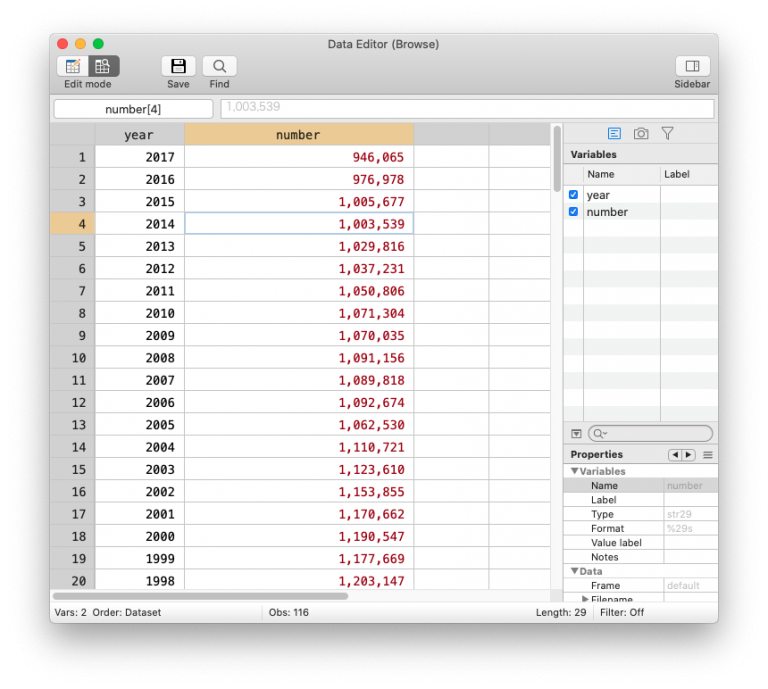 Data Editor (Browse)
Edit mode Save Find Sidebar
number[4] 1,003,539
year number
1 2017 946,065
2 2016 976,978
3 2015 1,005,677
4 2014 1,003,539
5 2013 1,029,816
6 2012 1,037,231
7 2011 1,050,806
8 2010 1,071,304
9 2009 1,070,035
10 2008 1,091,156
11 2007 1,089,818
12 2006 1,092,674
13 2005 1,062,530
14 2004 1,110,721
15 2003 1,123,610
16 2002 1,153,855
17 2001 1,170,662
18 2000 1,190,547
19 1999 1,177,669
20 1998 1,203,147
Variables
Name Label
year
number
Properties
Variables
Name number
Label
Type str29
Format %29s
Value label
Notes
Data
Frame default
Filename
Vars: 2 Order: Dataset Obs: 116 Length: 29 Filter: Off